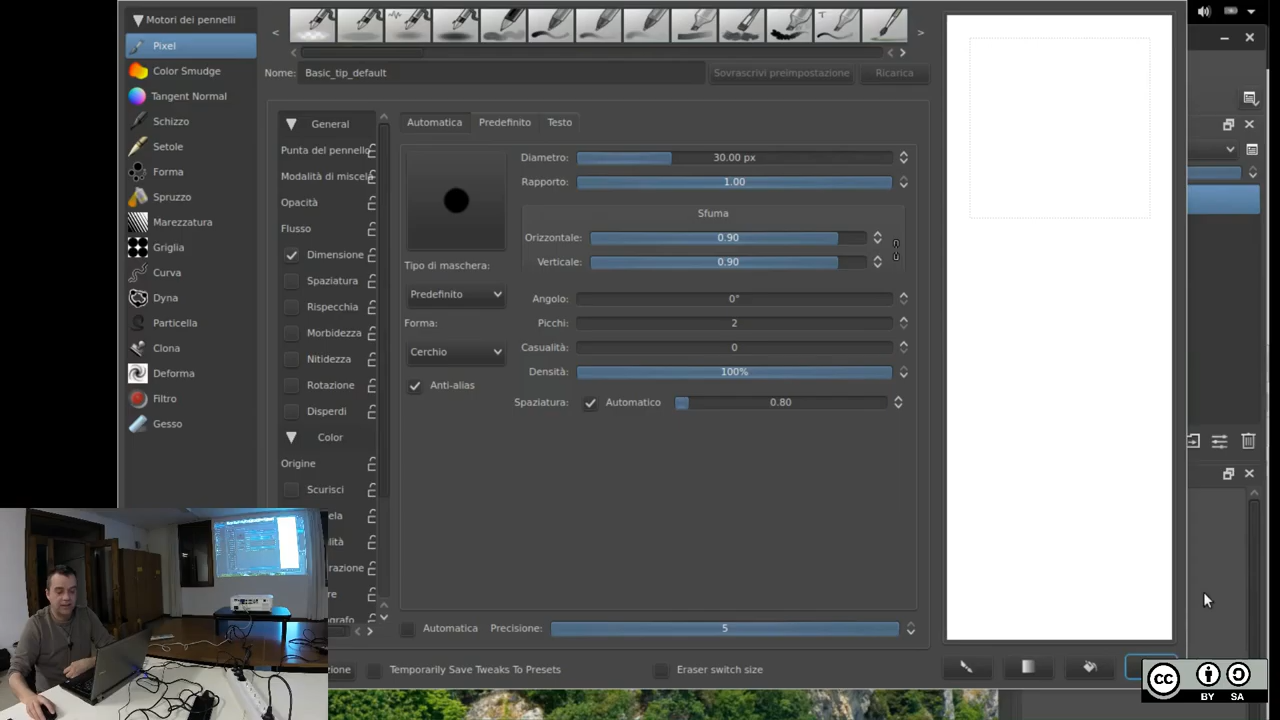 Motori dei pennelli
Pixel
Color Smudge
Tangent Normal
Schizzo
Setole
Forma
Spruzzo
Marezzatura
Griglia
Curva
Dyna
Particella
Clona
Deforma
Filtro
Gesso
Nome: Basic_tip_default
Sovrascrivi preimpostazione
Ricarica
General
Punta del pennello
Modalità di miscela
Opacità
Flusso
Dimensione
Spaziatura
Rispecchia
Morbidezza
Nitidezza
Rotazione
Disperdi
Color
Origine
Scurisci
Automatica Predefinito Testo
Diametro: 30.00 px
Rapporto: 1.00
Sfuma
Orizzontale: 0.90
Verticale: 0.90
Tipo di maschera:
Predefinito
Forma:
Cerchio
Anti-alias
Angolo: 0°
Picchi: 2
Casualità: 0
Densità: 100%
Spaziatura: Automatico 0.80
Automatica Precisione: 5
Temporarily Save Tweaks To Presets
Eraser switch size
CC BY SA